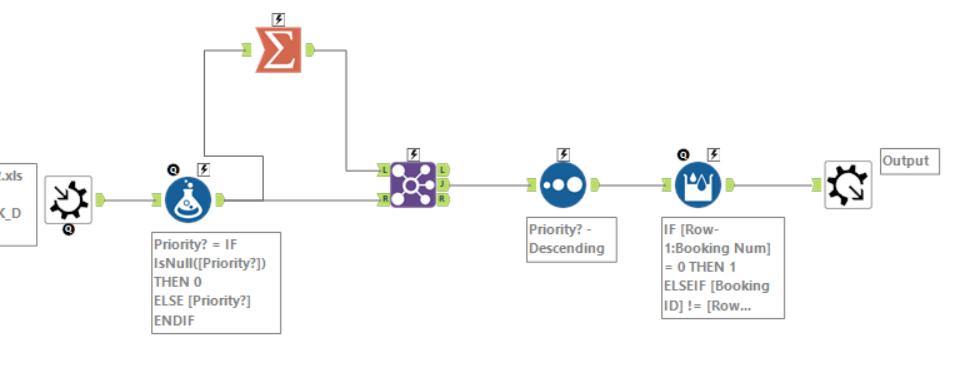 .xls
K_D
Q
Q
Priority? = IF
IsNull([Priority?])
THEN 0
ELSE [Priority?]
ENDIF
Σ
L
R
L
J
R
Priority? -
Descending
Q
IF [Row-
1:Booking Num]
= 0 THEN 1
ELSEIF [Booking
ID] != [Row...
Output